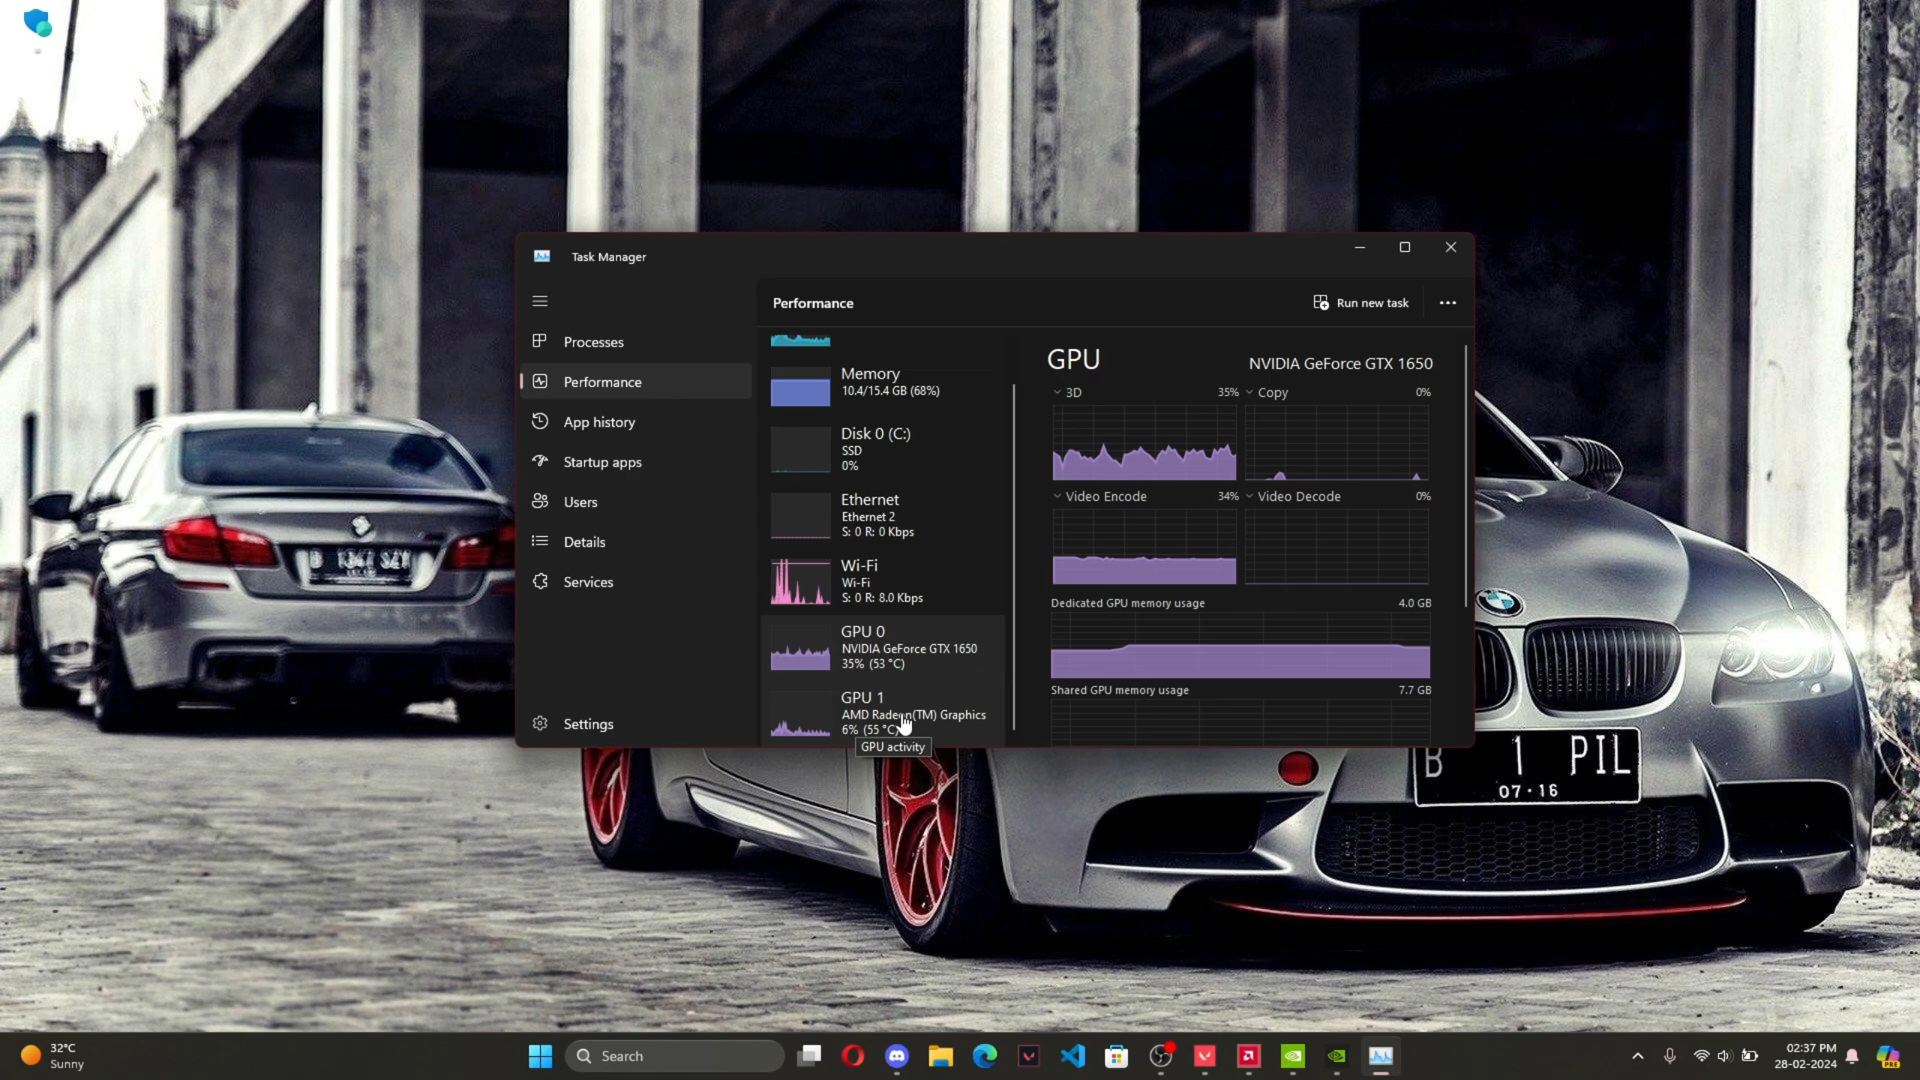 Task Manager
Performance
Run new task
Processes
Performance
App history
Startup apps
Users
Details
Services
Settings
Memory
10.4/15.4 GB (68%)
Disk 0 (C:)
SSD
0%
Ethernet
Ethernet 2
S: 0 R: 0 Kbps
Wi-Fi
Wi-Fi
S: 0 R: 8.0 Kbps
GPU 0
NVIDIA GeForce GTX 1650
35% (53 °C)
GPU 1
AMD Radeon(TM) Graphics
6% (55 °C)
GPU activity
GPU
NVIDIA GeForce GTX 1650
3D 35%
Copy 0%
Video Encode 34%
Video Decode 0%
Dedicated GPU memory usage 4.0 GB
Shared GPU memory usage 7.7 GB
B 1 PIL
07·16
32°C
Sunny
Search
02:37 PM
28-02-2024
PRE